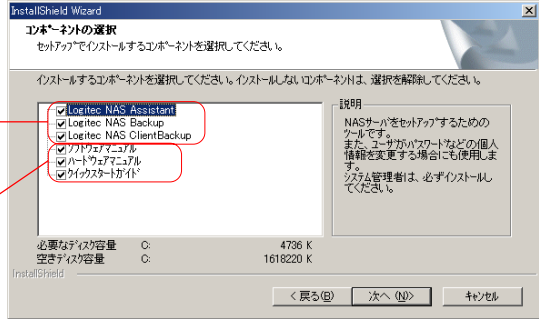 InstallShield Wizard
コンポーネントの選択
セットアップでインストールするコンポーネントを選択してください。
インストールするコンポーネントを選択してください。インストールしないコンポーネントは、選択を解除してください。
Logitec NAS Assistant
Logitec NAS Backup
Logitec NAS ClientBackup
ソフトウェアマニュアル
ハードウェアマニュアル
クイックスタートガイド
説明
NASサーバをセットアップするための
ツールです。
また、ユーザがパスワードなどの個人
情報を変更する場合にも使用しま
す。
システム管理者は、必ずインストールし
てください。
必要なディスク容量 C: 4736 K
空きディスク容量 C: 1618220 K
InstallShield
< 戻る(B) 次へ (N)> キャンセル